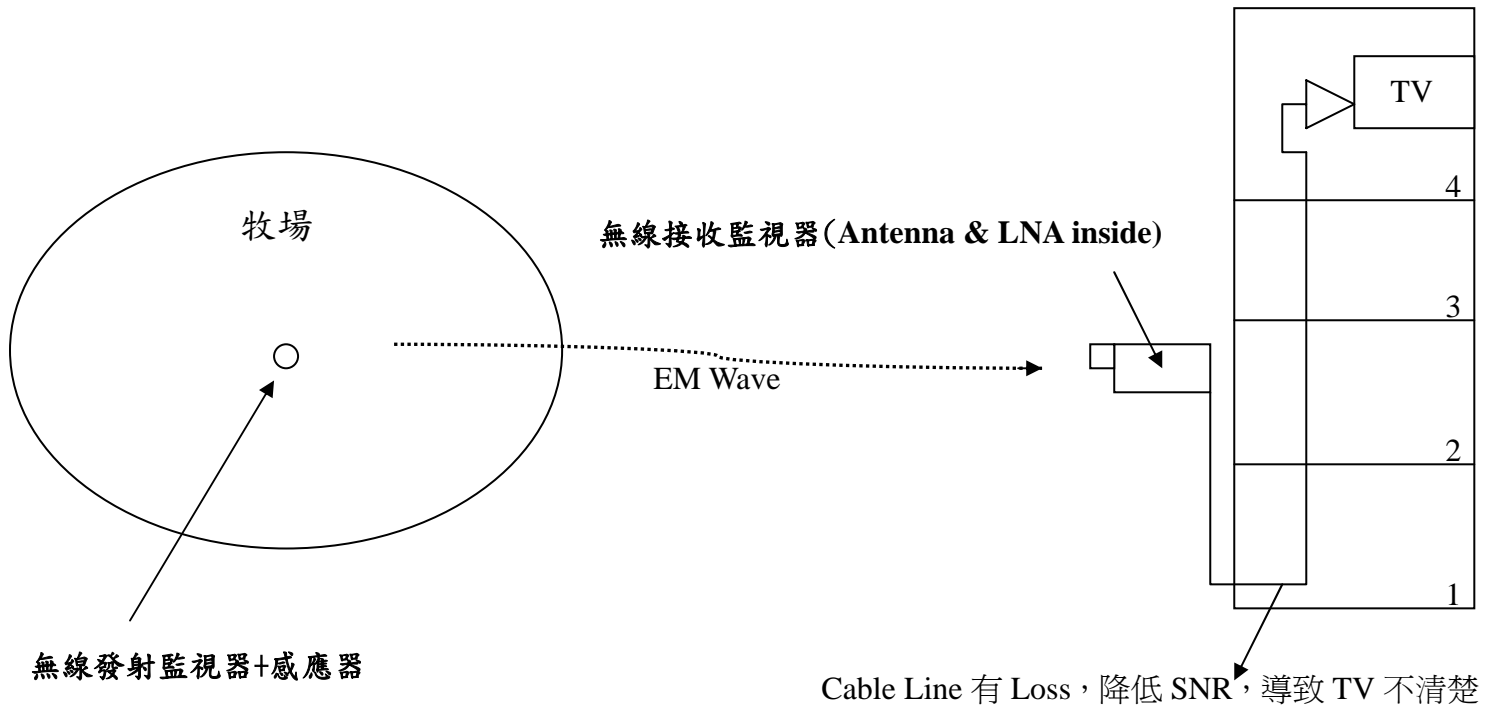 TV
4
牧場
無線接收監視器(Antenna & LNA inside)
3
EM Wave
2
1
無線發射監視器+感應器
Cable Line 有 Loss，降低 SNR，導致 TV 不清楚